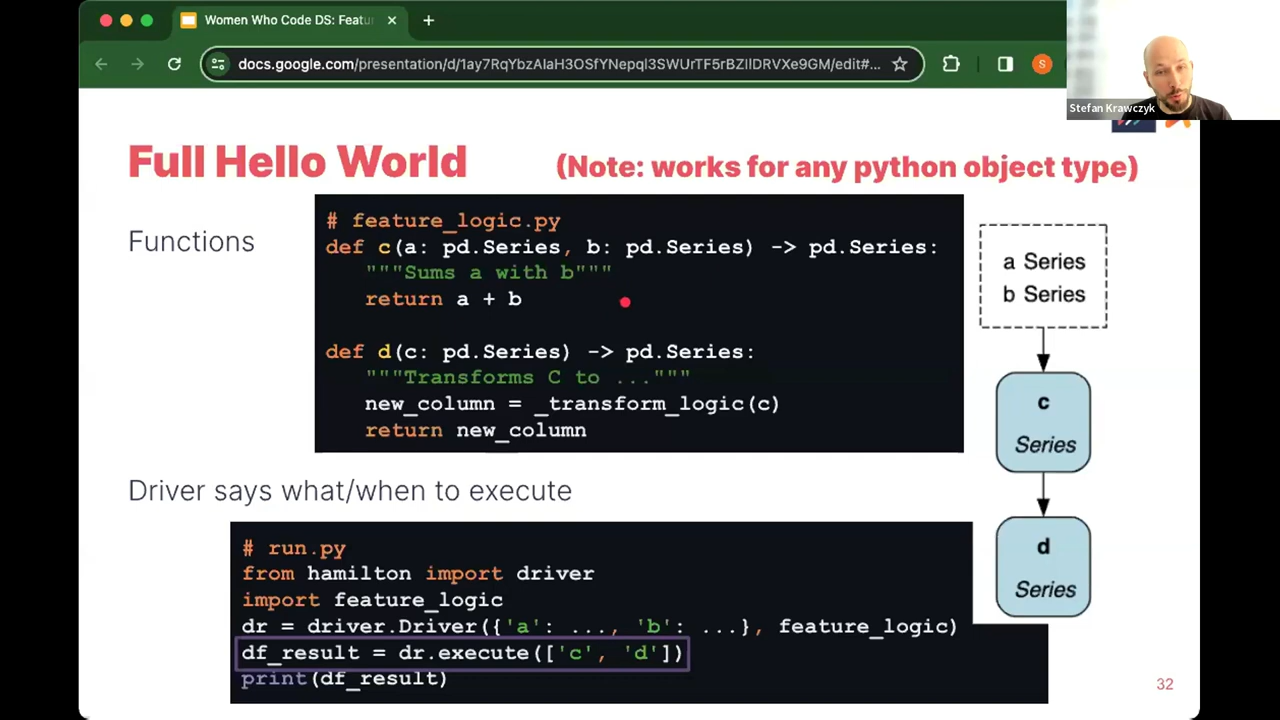 Women Who Code DS: Featu
docs.google.com/presentation/d/1ay7RqYbzAIaH3OSfYNepql3SWUrTF5rBZIlDRVXe9GM/edit#...
S
Stefan Krawczyk
Full Hello World
(Note: works for any python object type)
Functions
# feature_logic.py
def c(a: pd.Series, b: pd.Series) -> pd.Series:
"""Sums a with b"""
return a + b
def d(c: pd.Series) -> pd.Series:
"""Transforms C to ..."""
new_column = _transform_logic(c)
return new_column
a Series
b Series
c
Series
d
Series
Driver says what/when to execute
# run.py
from hamilton import driver
import feature_logic
dr = driver.Driver({'a': ..., 'b': ...}, feature_logic)
df_result = dr.execute(['c', 'd'])
print(df_result)
32